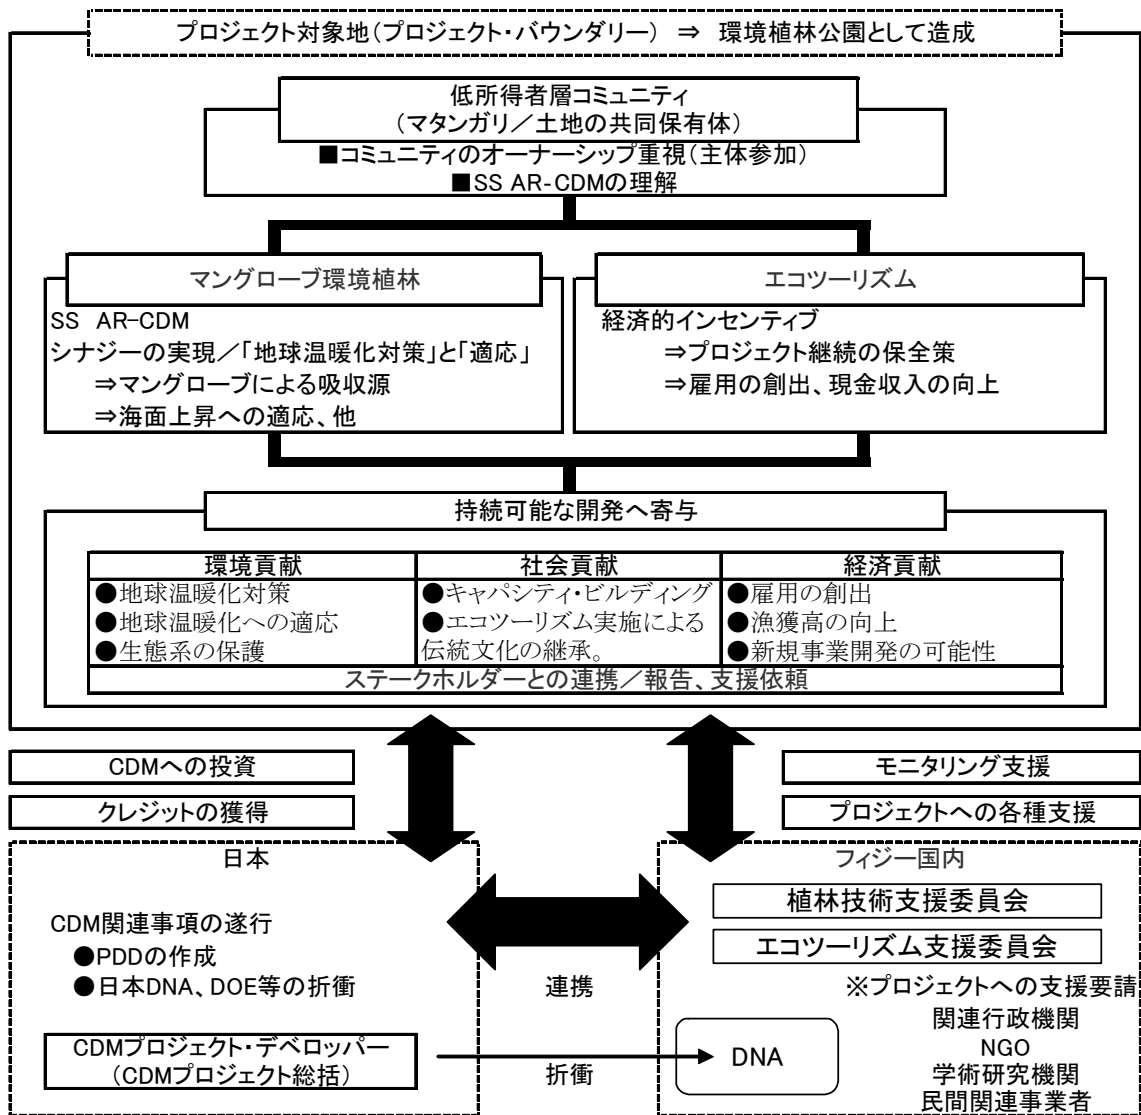 プロジェクト対象地(プロジェクト・バウンダリー) ⇒ 環境植林公園として造成
低所得者層コミュニティ
(マタンガリ／土地の共同保有体)
■コミュニティのオーナーシップ重視(主体参加)
■SS AR-CDMの理解
マングローブ環境植林
SS AR-CDM
シナジーの実現／「地球温暖化対策」と「適応」
⇒マングローブによる吸収源
⇒海面上昇への適応、他
エコツーリズム
経済的インセンティブ
⇒プロジェクト継続の保全策
⇒雇用の創出、現金収入の向上
持続可能な開発へ寄与
環境貢献
●地球温暖化対策
●地球温暖化への適応
●生態系の保護
社会貢献
●キャパシティ・ビルディング
●エコツーリズム実施による
伝統文化の継承。
経済貢献
●雇用の創出
●漁獲高の向上
●新規事業開発の可能性
ステークホルダーとの連携／報告、支援依頼
CDMへの投資
クレジットの獲得
モニタリング支援
プロジェクトへの各種支援
日本
CDM関連事項の遂行
●PDDの作成
●日本DNA、DOE等の折衝
CDMプロジェクト・デベロッパー
(CDMプロジェクト総括)
連携
折衝
フィジー国内
植林技術支援委員会
エコツーリズム支援委員会
※プロジェクトへの支援要請
関連行政機関
NGO
学術研究機関
民間関連事業者
DNA